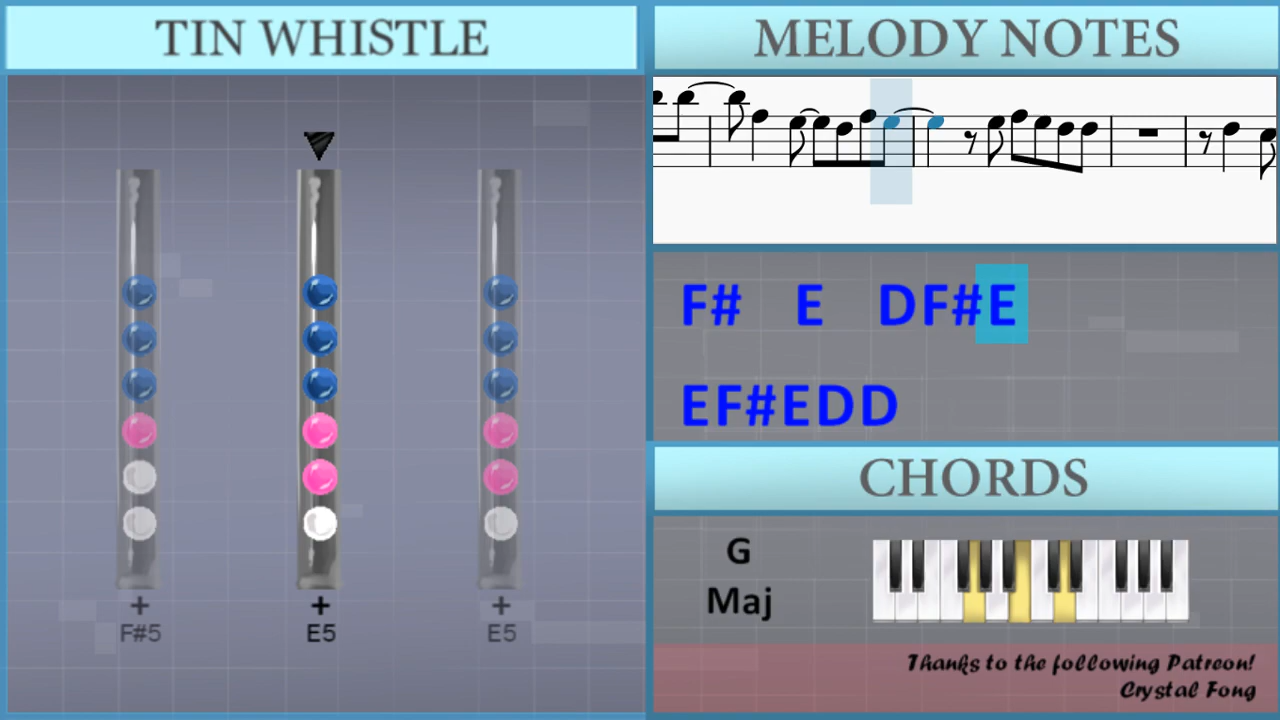 TIN WHISTLE
+ + +
F#5 E5 E5
MELODY NOTES
F# E DF#E
EF#EDD
CHORDS
G
Maj
Thanks to the following Patreon!
Crystal Fong